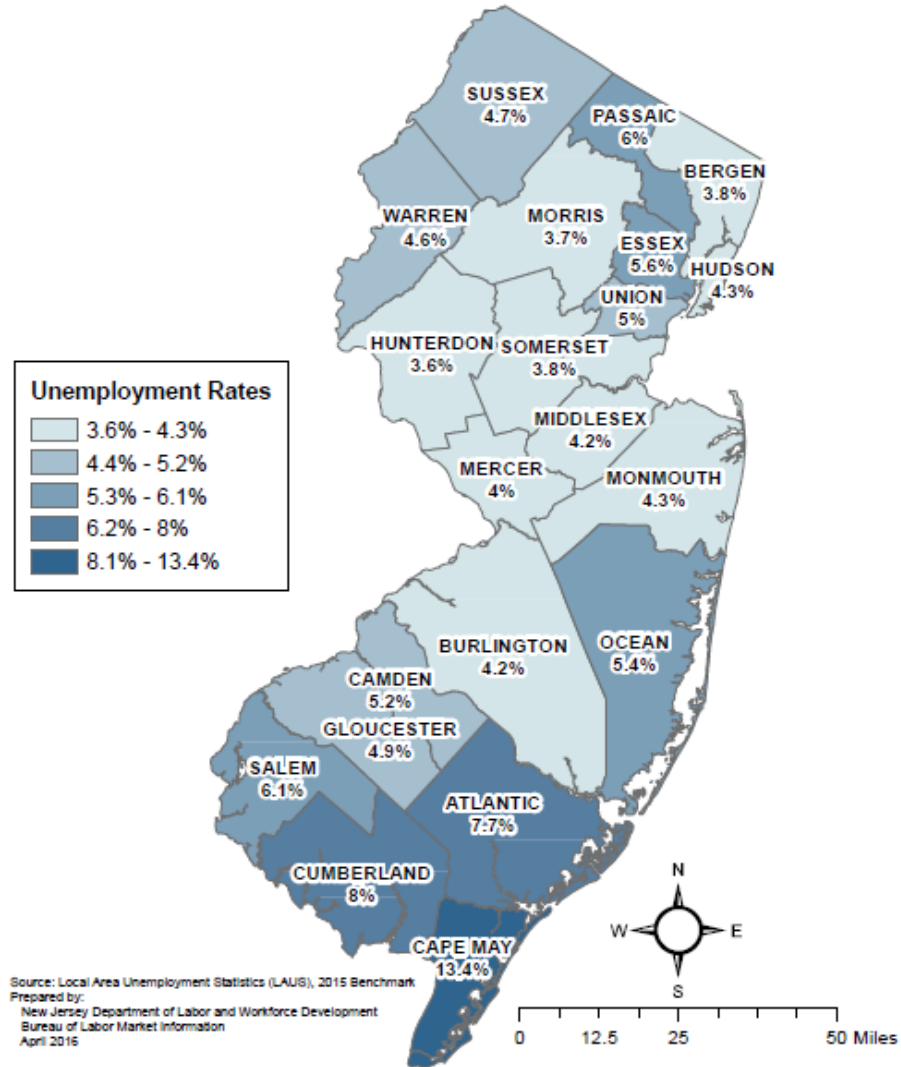 SUSSEX
4.7%
PASSAIC
6%
BERGEN
3.8%
WARREN
4.6%
MORRIS
3.7%
ESSEX
5.6%
HUDSON
4.3%
UNION
5%
HUNTERDON
3.6%
SOMERSET
3.8%
MIDDLESEX
4.2%
MERCER
4%
MONMOUTH
4.3%
Unemployment Rates
3.6% - 4.3%
4.4% - 5.2%
5.3% - 6.1%
6.2% - 8%
8.1% - 13.4%
BURLINGTON
4.2%
OCEAN
5.4%
CAMDEN
5.2%
GLOUCESTER
4.9%
SALEM
6.1%
ATLANTIC
7.7%
CUMBERLAND
8%
CAPE MAY
13.4%
N
W
E
S
Source: Local Area Unemployment Statistics (LAUS), 2015 Benchmark
Prepared by:
New Jersey Department of Labor and Workforce Development
Bureau of Labor Market Information
April 2016
0 12.5 25 50 Miles